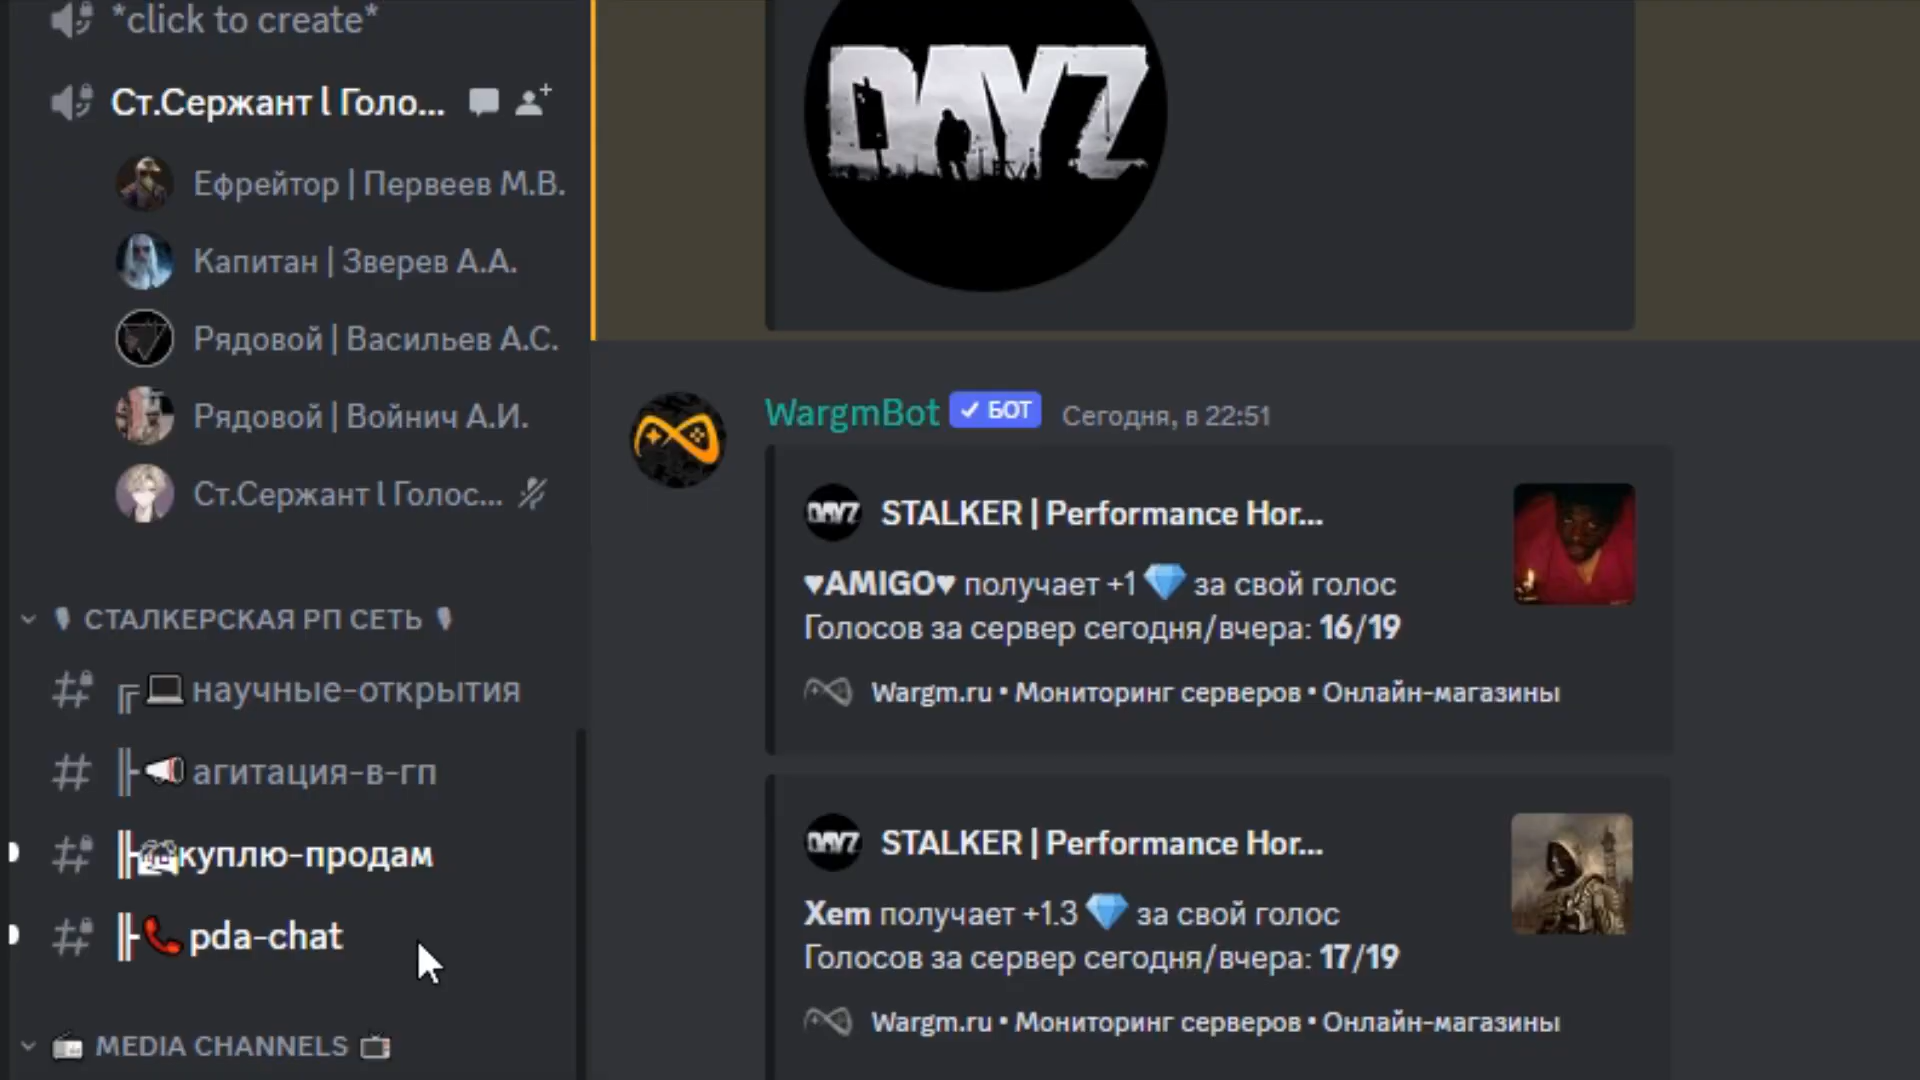 *click to create*
Ст.Сержант l Голо...
Ефрейтор | Первеев М.В.
Капитан | Зверев А.А.
Рядовой | Васильев А.С.
Рядовой | Войнич А.И.
Ст.Сержант l Голос...
СТАЛКЕРСКАЯ РП СЕТЬ
научные-открытия
агитация-в-гп
куплю-продам
pda-chat
MEDIA CHANNELS
DAYZ
WargmBot ✓ БОТ Сегодня, в 22:51
DAYZ STALKER | Performance Hor...
♥AMIGO♥ получает +1 💎 за свой голос
Голосов за сервер сегодня/вчера: 16/19
Wargm.ru • Мониторинг серверов • Онлайн-магазины
DAYZ STALKER | Performance Hor...
Xem получает +1.3 💎 за свой голос
Голосов за сервер сегодня/вчера: 17/19
Wargm.ru • Мониторинг серверов • Онлайн-магазины